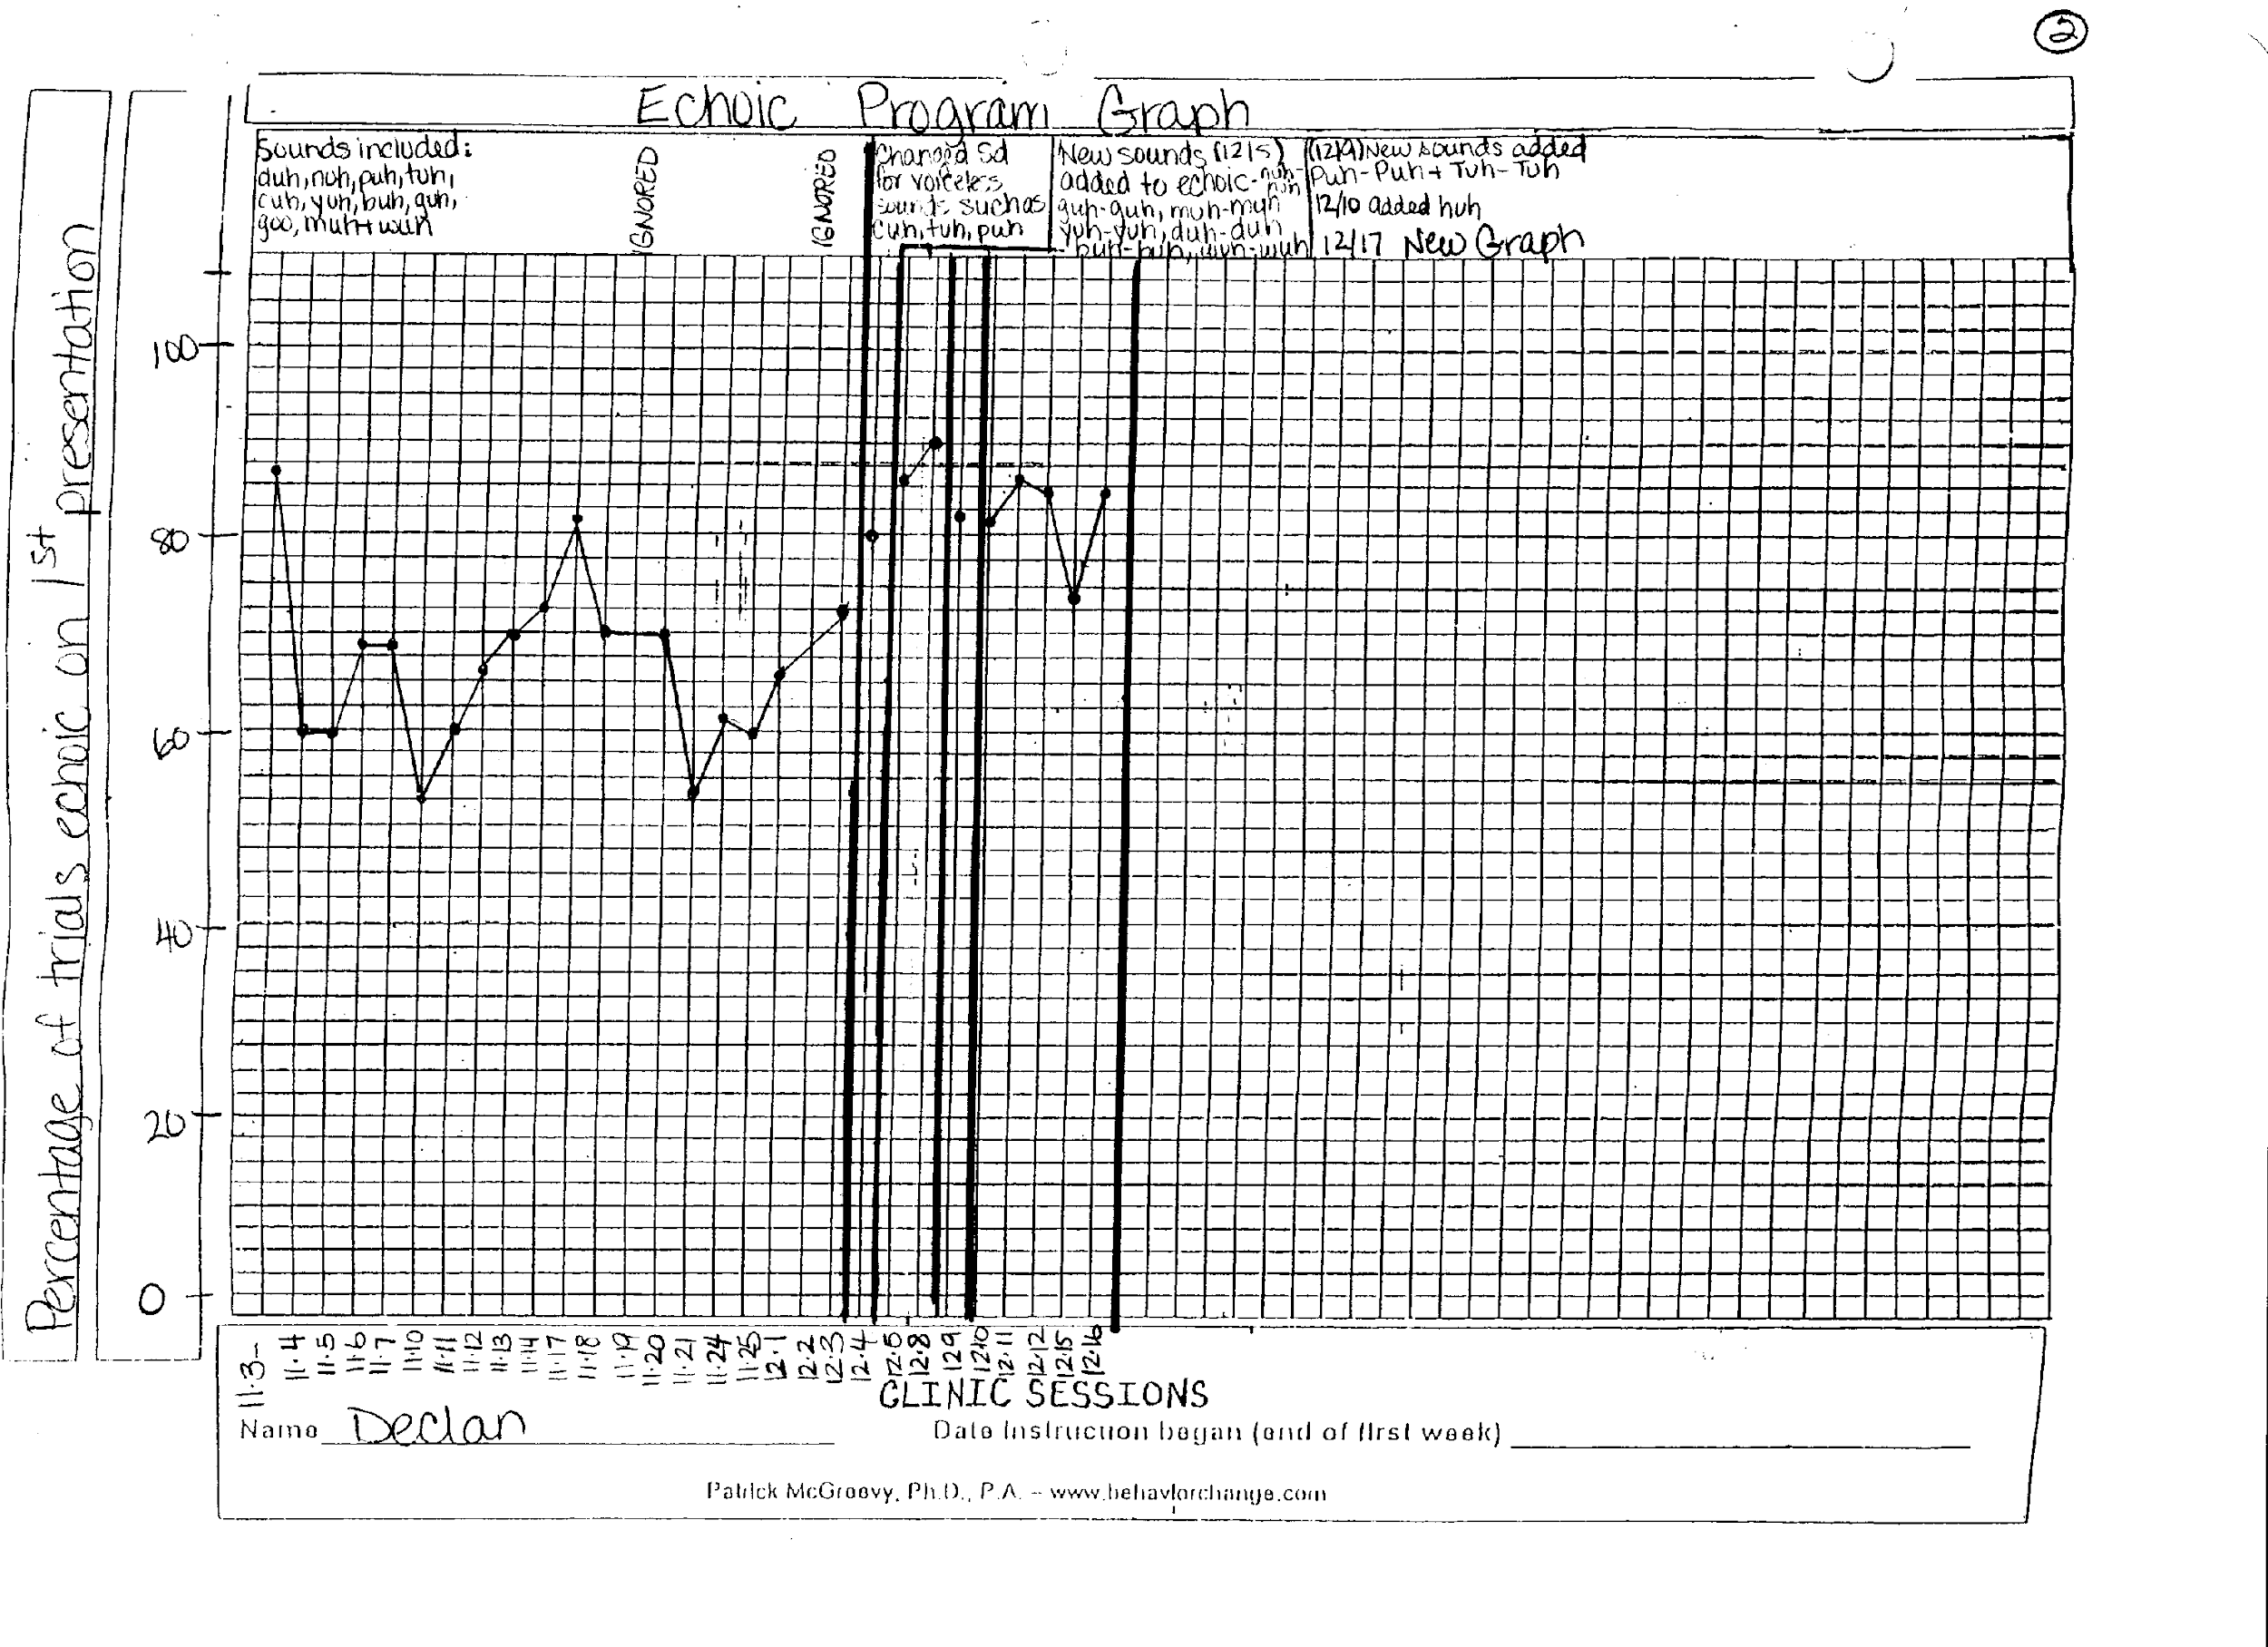 2
Echoic Program Graph
Sounds included:
duh, nuh, puh, tuh,
cuh, yuh, buh, guh,
goo, muh + wuh
IGNORED
IGNORED
Changed Sd
for voiceless
sounds such as
cuh, tuh, puh
New sounds (12/5)
added to echoic - nuh-nuh
guh-guh, muh-muh
yuh-yuh, duh-duh
buh-buh, wuh-wuh
(12/9) New sounds added
Puh-Puh + Tuh-Tuh
12/10 added huh
12/17 New Graph
Percentage of trials echoic on 1st presentation
100
80
60
40
20
0
11.3 11.4 11.5 11.6 11.7 11.10 11.11 11.12 11.13 11.14 11.17 11.18 11.19 11.20 11.21 11.24 11.25 12.1 12.2 12.3 12.4 12.5 12.8 12.9 12.10 12.11 12.12 12.15 12.16
CLINIC SESSIONS
Name Declan
Date Instruction began (end of first week)
Patrick McGreevy, Ph.D., P.A. – www.behaviorchange.com